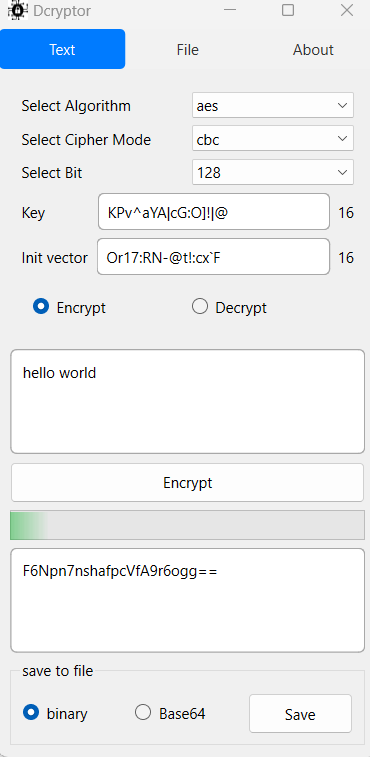 Dcryptor
Text File About
Select Algorithm aes
Select Cipher Mode cbc
Select Bit 128
Key KPv^aYA|cG:O]!|@ 16
Init vector Or17:RN-@t!:cx`F 16
Encrypt Decrypt
hello world
Encrypt
F6Npn7nshafpcVfA9r6ogg==
save to file
binary Base64 Save